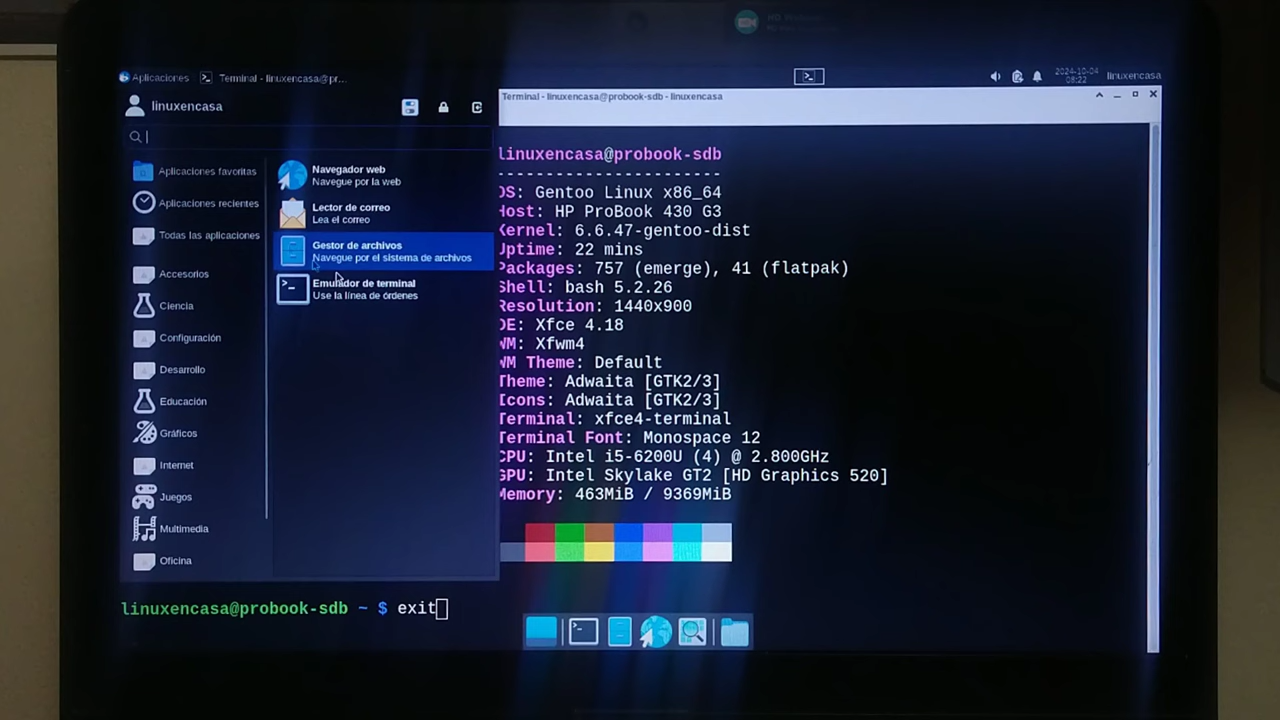 Aplicaciones
Terminal - linuxencasa@pr...
2024-10-04
08:22
linuxencasa
linuxencasa
Aplicaciones favoritas
Aplicaciones recientes
Todas las aplicaciones
Accesorios
Ciencia
Configuración
Desarrollo
Educación
Gráficos
Internet
Juegos
Multimedia
Oficina
Navegador web
Navegue por la web
Lector de correo
Lea el correo
Gestor de archivos
Navegue por el sistema de archivos
Emulador de terminal
Use la línea de órdenes
Terminal - linuxencasa@probook-sdb - linuxencasa
linuxencasa@probook-sdb
-----------------------
OS: Gentoo Linux x86_64
Host: HP ProBook 430 G3
Kernel: 6.6.47-gentoo-dist
Uptime: 22 mins
Packages: 757 (emerge), 41 (flatpak)
Shell: bash 5.2.26
Resolution: 1440x900
DE: Xfce 4.18
WM: Xfwm4
WM Theme: Default
Theme: Adwaita [GTK2/3]
Icons: Adwaita [GTK2/3]
Terminal: xfce4-terminal
Terminal Font: Monospace 12
CPU: Intel i5-6200U (4) @ 2.800GHz
GPU: Intel Skylake GT2 [HD Graphics 520]
Memory: 463MiB / 9369MiB
linuxencasa@probook-sdb ~ $ exit